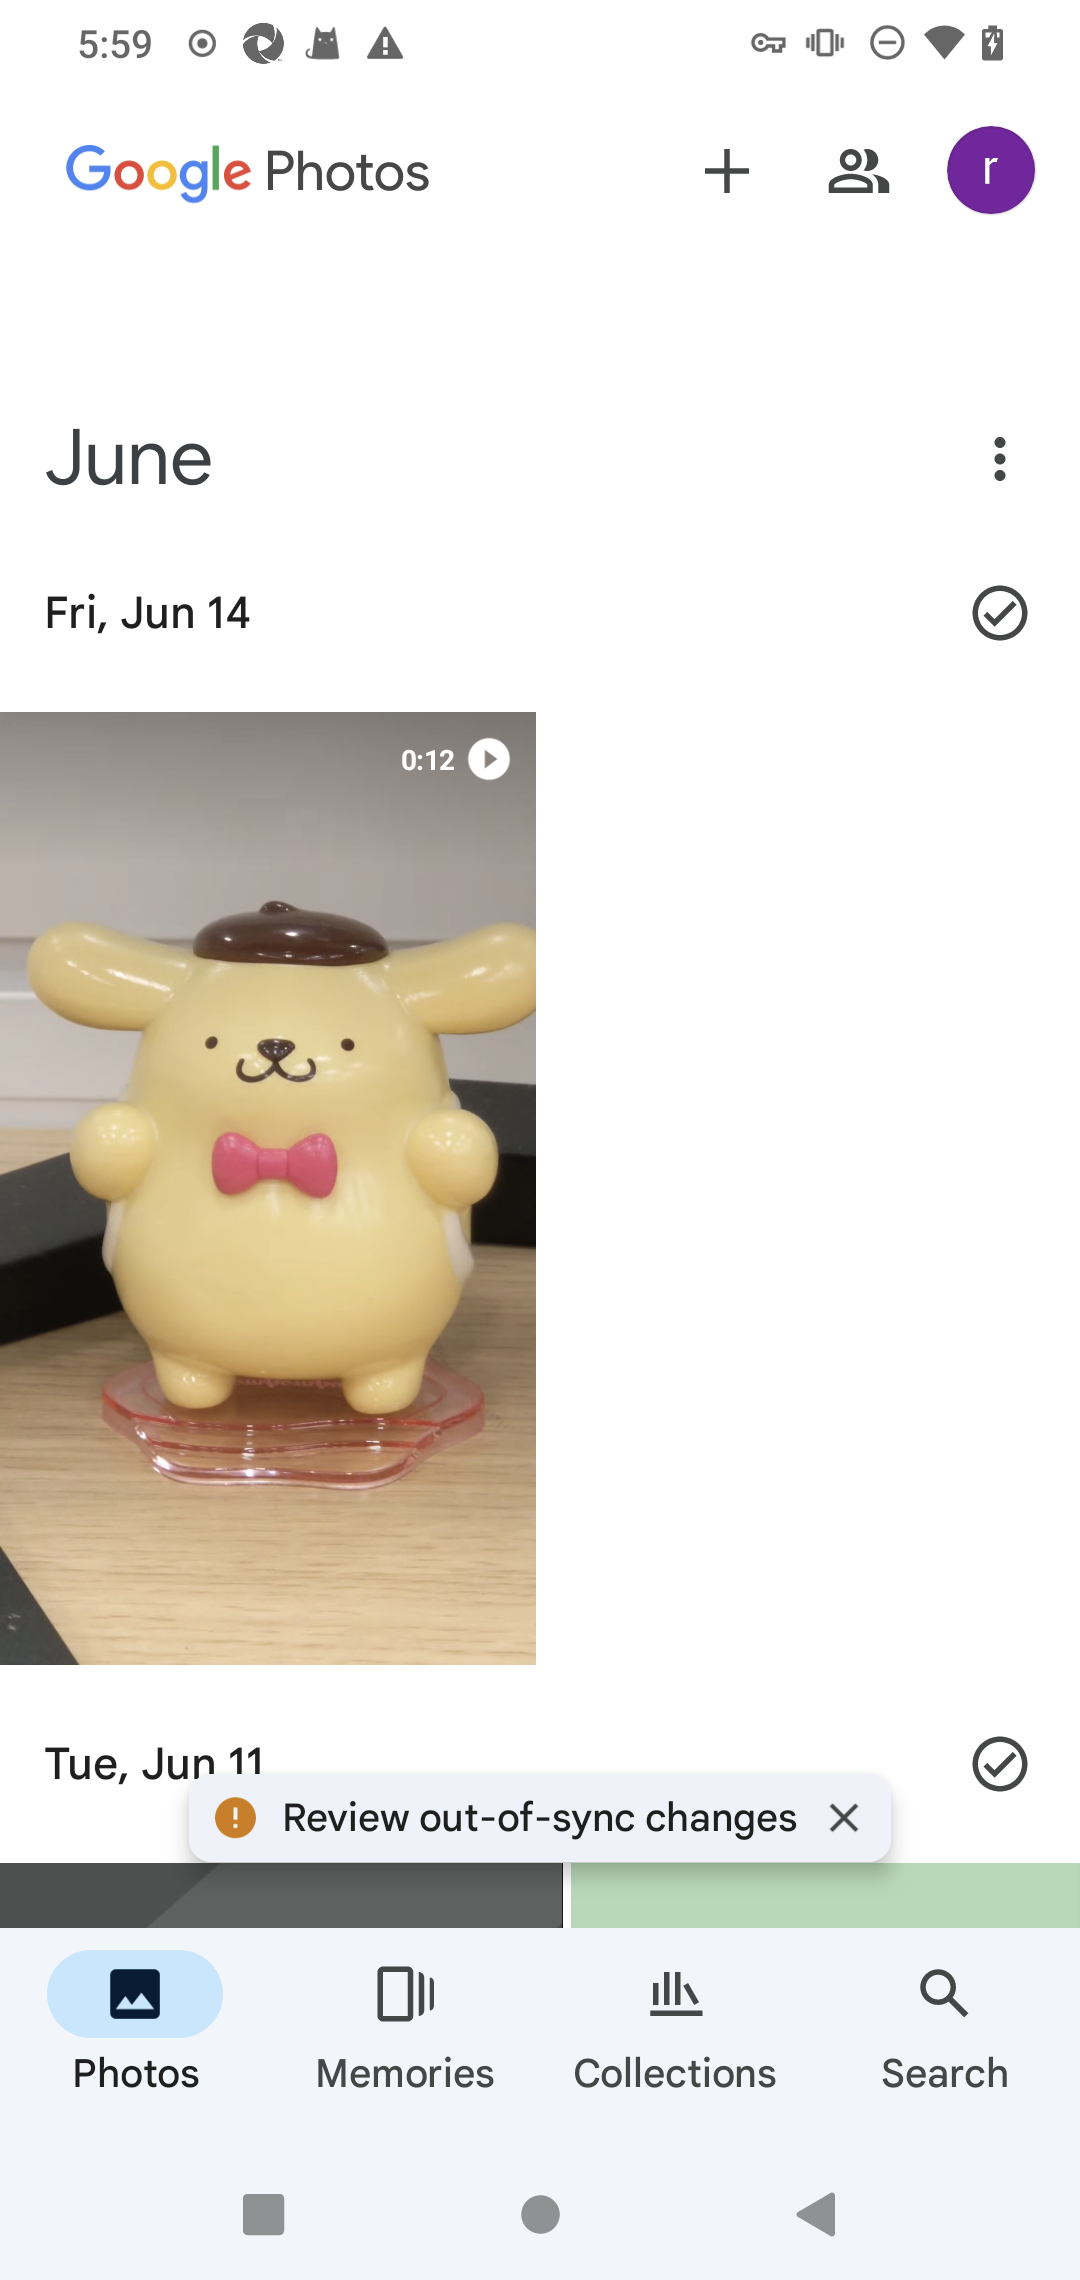 5:59
Google Photos
r
June
Fri, Jun 14
0:12
Tue, Jun 11
Review out-of-sync changes
Photos
Memories
Collections
Search